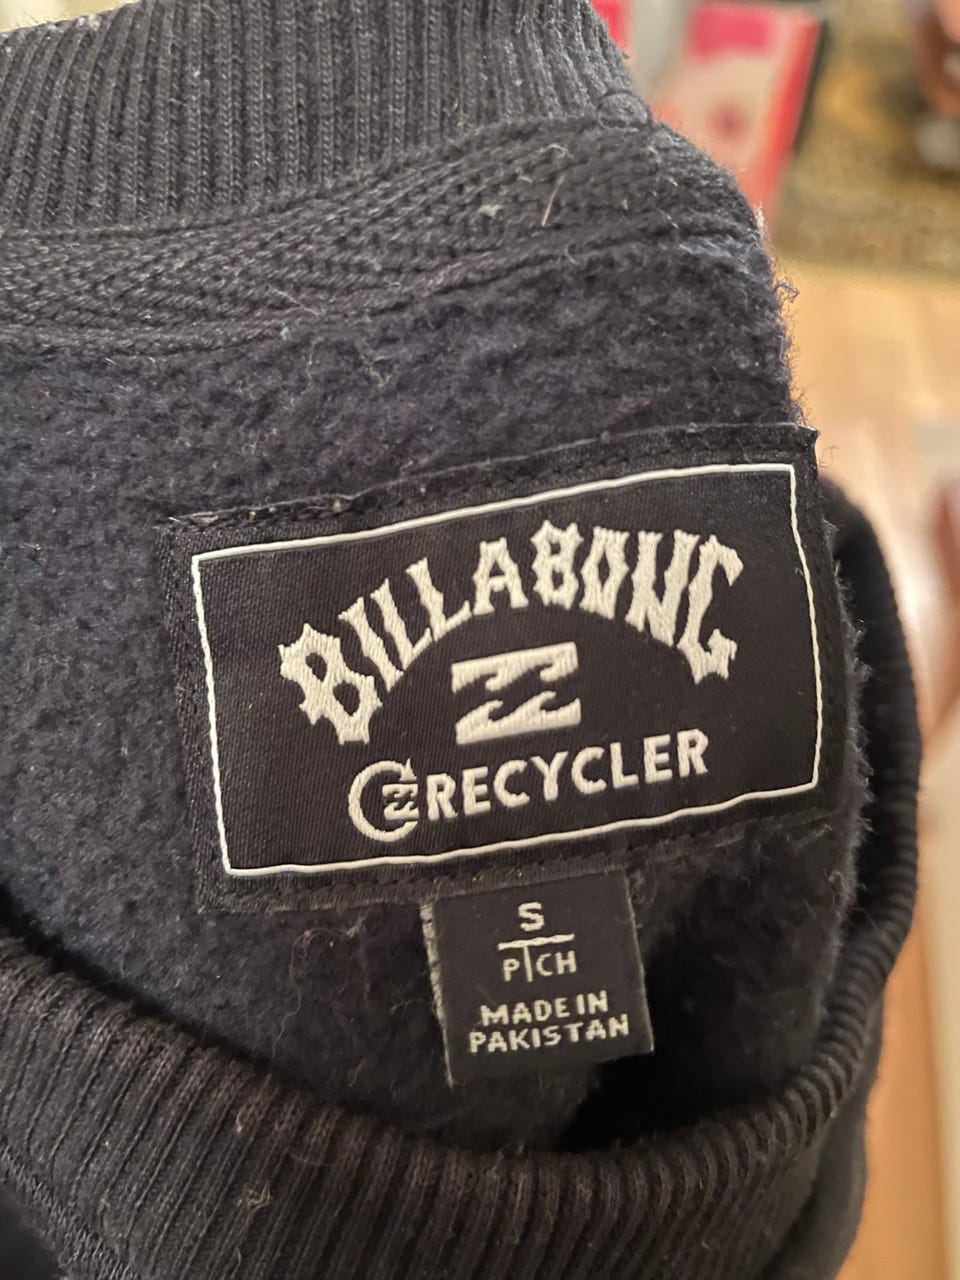 BILLABONG
RECYCLER
S
P|CH
MADE IN
PAKISTAN